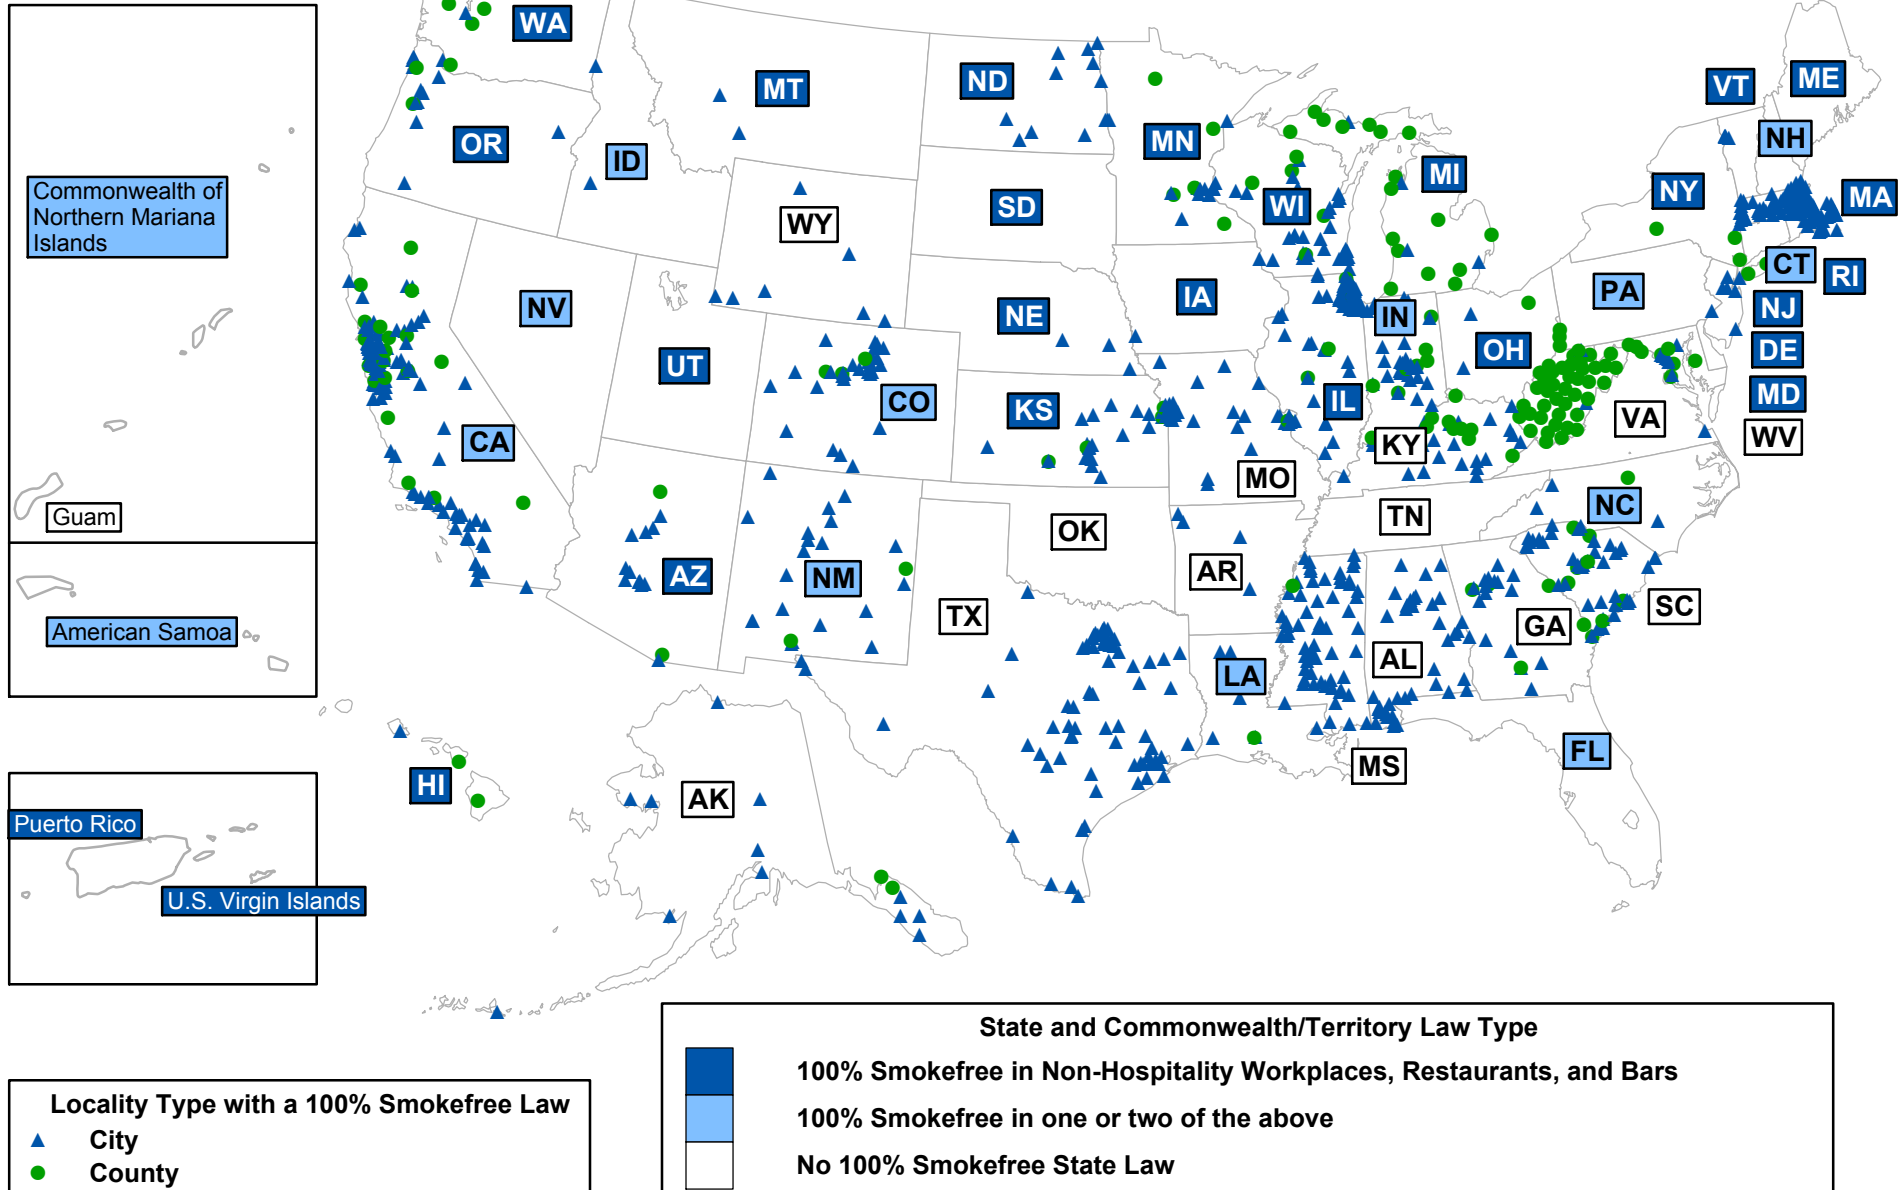 WA
MT
ND
VT
ME
OR
ID
MN
NH
MI
NY
MA
Commonwealth of
Northern Mariana
Islands
WY
SD
WI
CT
RI
NV
IA
PA
NE
IN
NJ
UT
OH
DE
CO
KS
IL
MD
VA
WV
CA
KY
MO
Guam
TN
NC
OK
AZ
NM
AR
TX
SC
GA
American Samoa
AL
LA
FL
MS
HI
AK
Puerto Rico
U.S. Virgin Islands
State and Commonwealth/Territory Law Type
100% Smokefree in Non-Hospitality Workplaces, Restaurants, and Bars
100% Smokefree in one or two of the above
No 100% Smokefree State Law
Locality Type with a 100% Smokefree Law
City
County